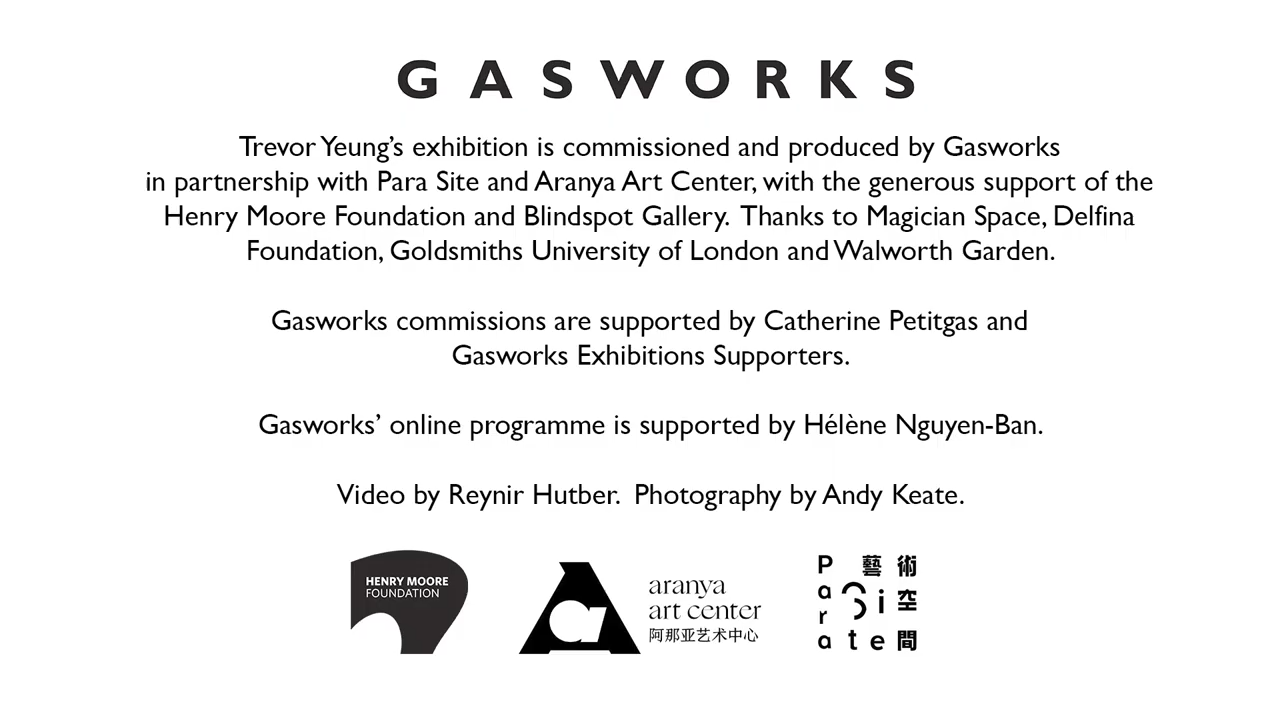 GASWORKS
Trevor Yeung's exhibition is commissioned and produced by Gasworks
in partnership with Para Site and Aranya Art Center, with the generous support of the
Henry Moore Foundation and Blindspot Gallery. Thanks to Magician Space, Delfina
Foundation, Goldsmiths University of London and Walworth Garden.
Gasworks commissions are supported by Catherine Petitgas and
Gasworks Exhibitions Supporters.
Gasworks' online programme is supported by Hélène Nguyen-Ban.
Video by Reynir Hutber. Photography by Andy Keate.
HENRY MOORE
FOUNDATION
aranya
art center
阿那亚艺术中心
Para Site
藝術空間